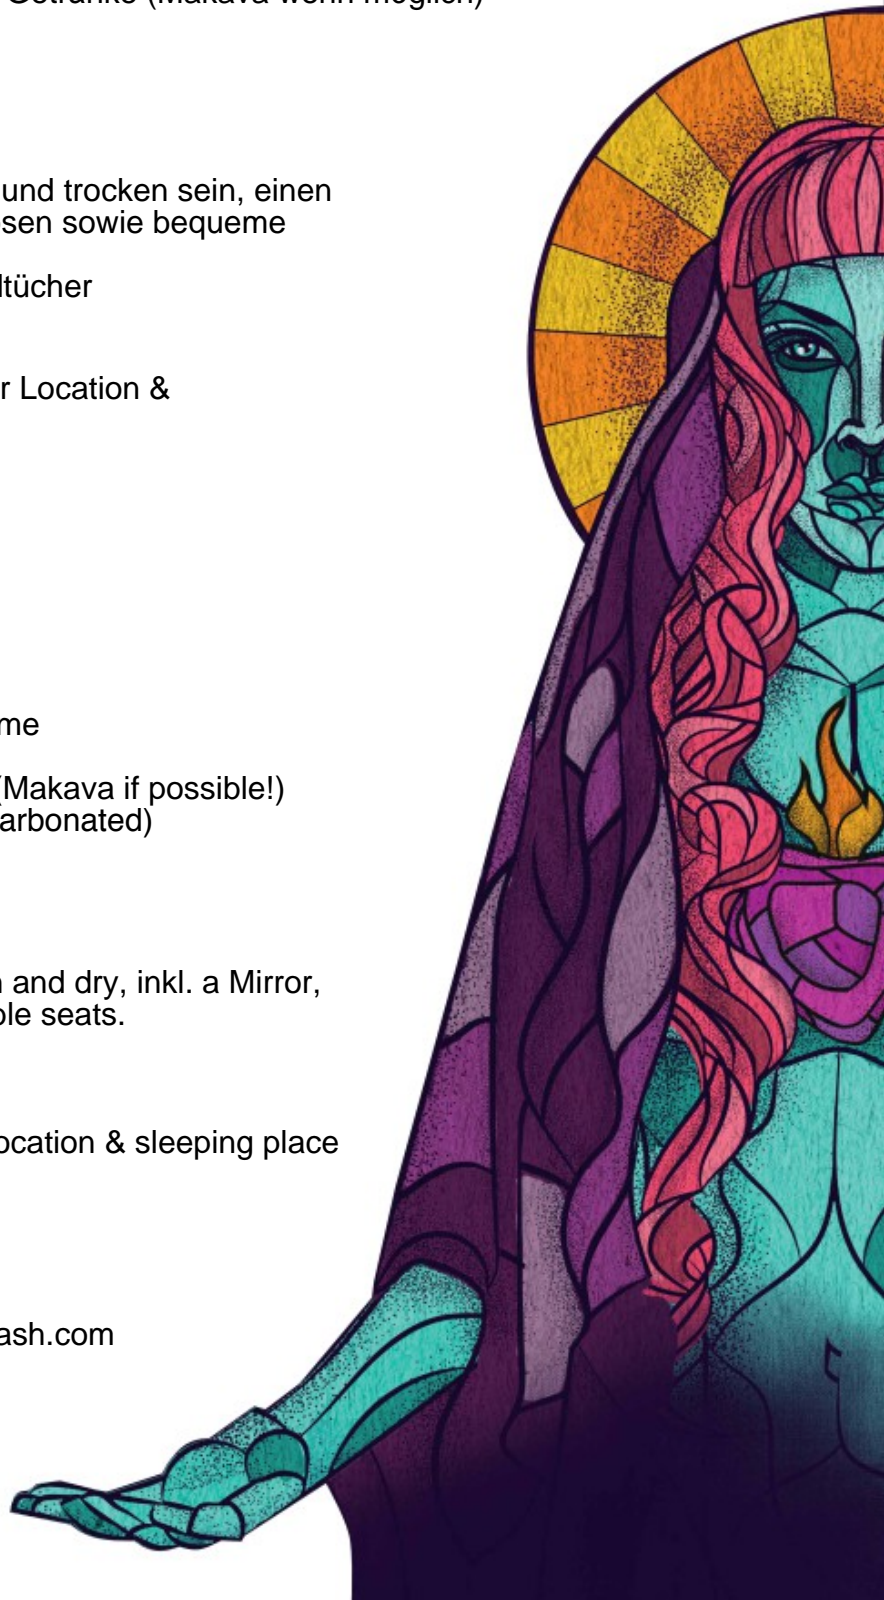 Getränke (Makava wenn möglich)
und trocken sein, einen
sen sowie bequeme
ltücher
r Location &
me
(Makava if possible!)
arbonated)
n and dry, inkl. a Mirror,
ble seats.
ocation & sleeping place
ash.com